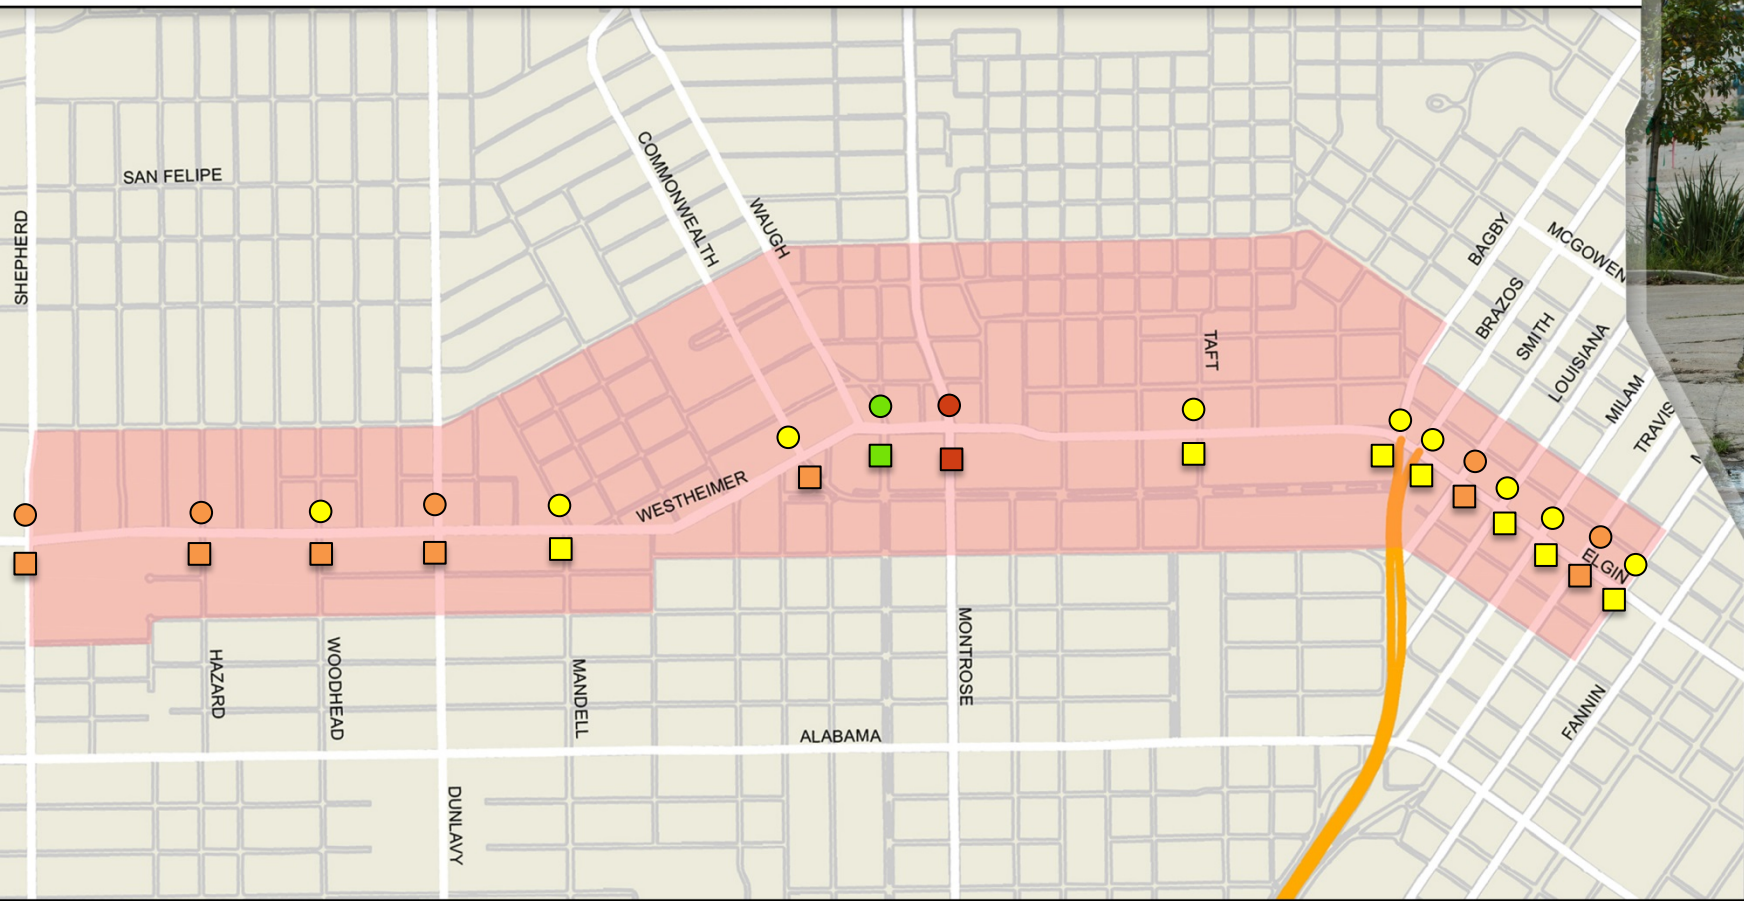 SAN FELIPE
SHEPHERD
COMMONWEALTH
WAUGH
BAGBY
MCGOWEN
BRAZOS
SMITH
LOUISIANA
MILAM
TRAVIS
TAFT
WESTHEIMER
ELGIN
HAZARD
WOODHEAD
MANDELL
MONTROSE
FANNIN
ALABAMA
DUNLAVY